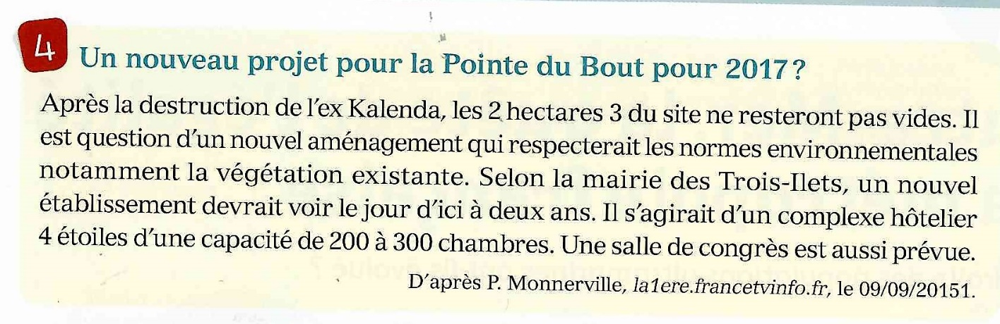 4
Un nouveau projet pour la Pointe du Bout pour 2017 ?
Après la destruction de l'ex Kalenda, les 2 hectares 3 du site ne resteront pas vides. Il
est question d'un nouvel aménagement qui respecterait les normes environnementales
notamment la végétation existante. Selon la mairie des Trois-Ilets, un nouvel
établissement devrait voir le jour d'ici à deux ans. Il s'agirait d'un complexe hôtelier
4 étoiles d'une capacité de 200 à 300 chambres. Une salle de congrès est aussi prévue.
D'après P. Monnerville, la1ere.francetvinfo.fr, le 09/09/20151.